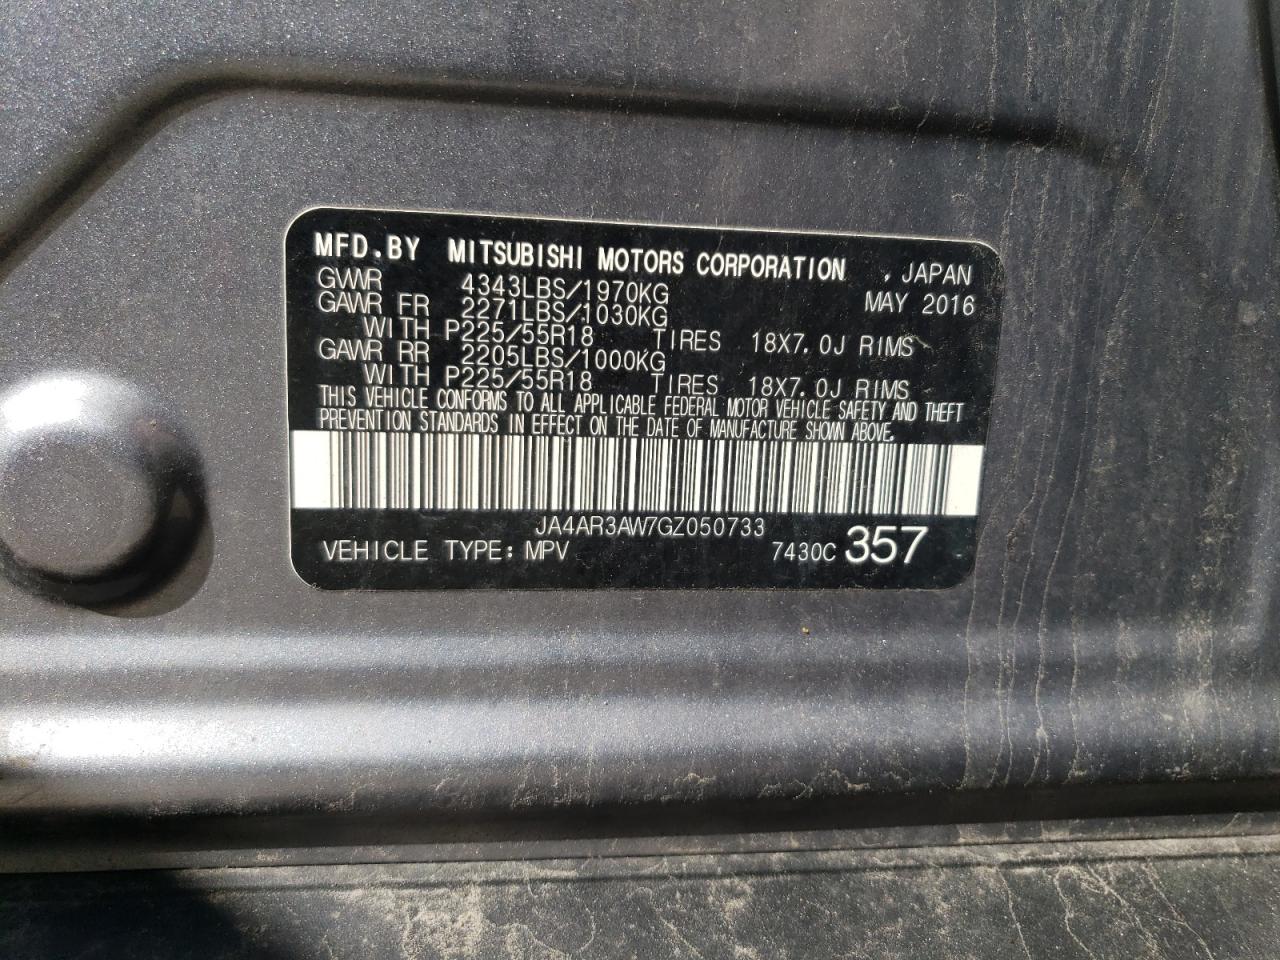 MFD.BY MITSUBISHI MOTORS CORPORATION , JAPAN
GVWR 4343LBS/1970KG MAY 2016
GAWR FR 2271LBS/1030KG
WITH P225/55R18 TIRES 18X7.0J RIMS
GAWR RR 2205LBS/1000KG
WITH P225/55R18 TIRES 18X7.0J RIMS
THIS VEHICLE CONFORMS TO ALL APPLICABLE FEDERAL MOTOR VEHICLE SAFETY AND THEFT
PREVENTION STANDARDS IN EFFECT ON THE DATE OF MANUFACTURE SHOWN ABOVE.
JA4AR3AW7GZ050733
VEHICLE TYPE: MPV 7430C 357